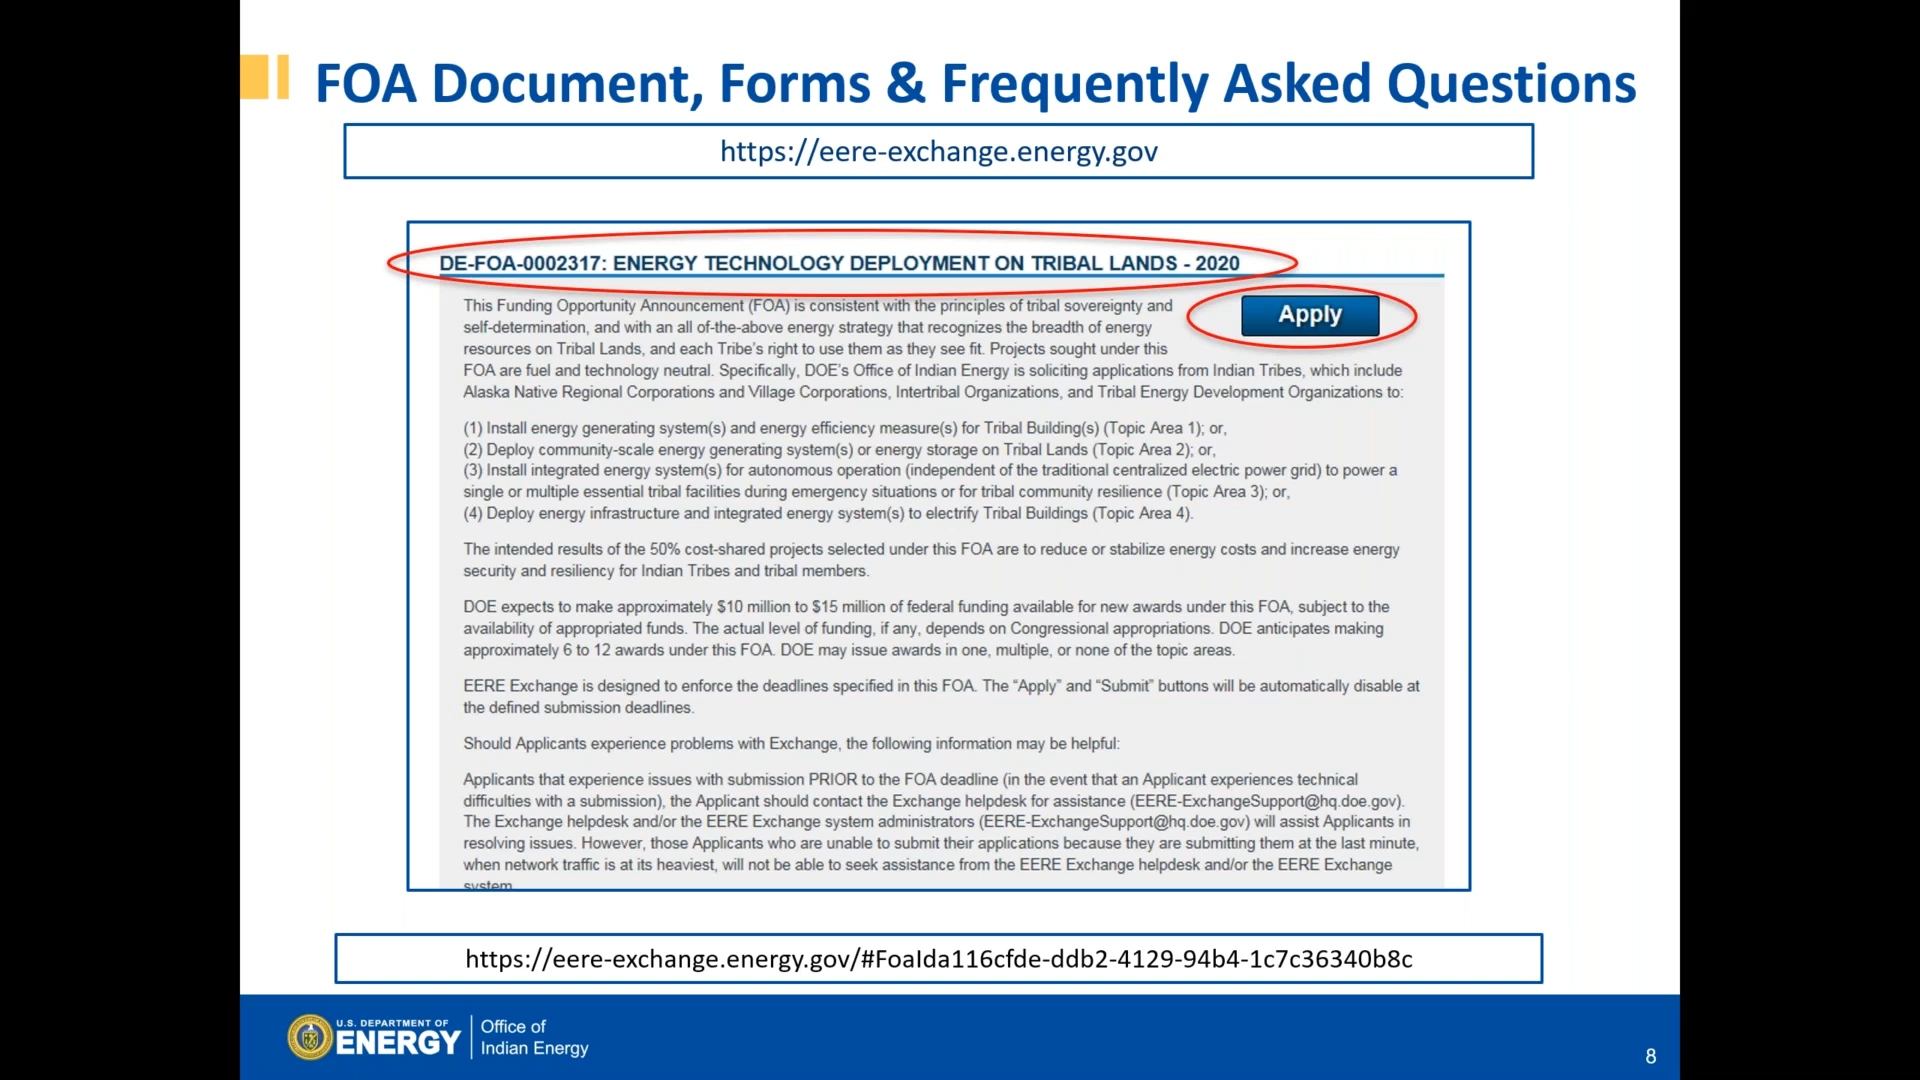 FOA Document, Forms & Frequently Asked Questions
https://eere-exchange.energy.gov
DE-FOA-0002317: ENERGY TECHNOLOGY DEPLOYMENT ON TRIBAL LANDS - 2020
Apply
This Funding Opportunity Announcement (FOA) is consistent with the principles of tribal sovereignty and
self-determination, and with an all of-the-above energy strategy that recognizes the breadth of energy
resources on Tribal Lands, and each Tribe's right to use them as they see fit. Projects sought under this
FOA are fuel and technology neutral. Specifically, DOE's Office of Indian Energy is soliciting applications from Indian Tribes, which include
Alaska Native Regional Corporations and Village Corporations, Intertribal Organizations, and Tribal Energy Development Organizations to:
(1) Install energy generating system(s) and energy efficiency measure(s) for Tribal Building(s) (Topic Area 1); or,
(2) Deploy community-scale energy generating system(s) or energy storage on Tribal Lands (Topic Area 2); or,
(3) Install integrated energy system(s) for autonomous operation (independent of the traditional centralized electric power grid) to power a
single or multiple essential tribal facilities during emergency situations or for tribal community resilience (Topic Area 3); or,
(4) Deploy energy infrastructure and integrated energy system(s) to electrify Tribal Buildings (Topic Area 4).
The intended results of the 50% cost-shared projects selected under this FOA are to reduce or stabilize energy costs and increase energy
security and resiliency for Indian Tribes and tribal members.
DOE expects to make approximately $10 million to $15 million of federal funding available for new awards under this FOA, subject to the
availability of appropriated funds. The actual level of funding, if any, depends on Congressional appropriations. DOE anticipates making
approximately 6 to 12 awards under this FOA. DOE may issue awards in one, multiple, or none of the topic areas.
EERE Exchange is designed to enforce the deadlines specified in this FOA. The “Apply” and “Submit” buttons will be automatically disable at
the defined submission deadlines.
Should Applicants experience problems with Exchange, the following information may be helpful:
Applicants that experience issues with submission PRIOR to the FOA deadline (in the event that an Applicant experiences technical
difficulties with a submission), the Applicant should contact the Exchange helpdesk for assistance (EERE-ExchangeSupport@hq.doe.gov).
The Exchange helpdesk and/or the EERE Exchange system administrators (EERE-ExchangeSupport@hq.doe.gov) will assist Applicants in
resolving issues. However, those Applicants who are unable to submit their applications because they are submitting them at the last minute,
when network traffic is at its heaviest, will not be able to seek assistance from the EERE Exchange helpdesk and/or the EERE Exchange
system
https://eere-exchange.energy.gov/#FoaIda116cfde-ddb2-4129-94b4-1c7c36340b8c
U.S. DEPARTMENT OF
ENERGY
Office of
Indian Energy
8